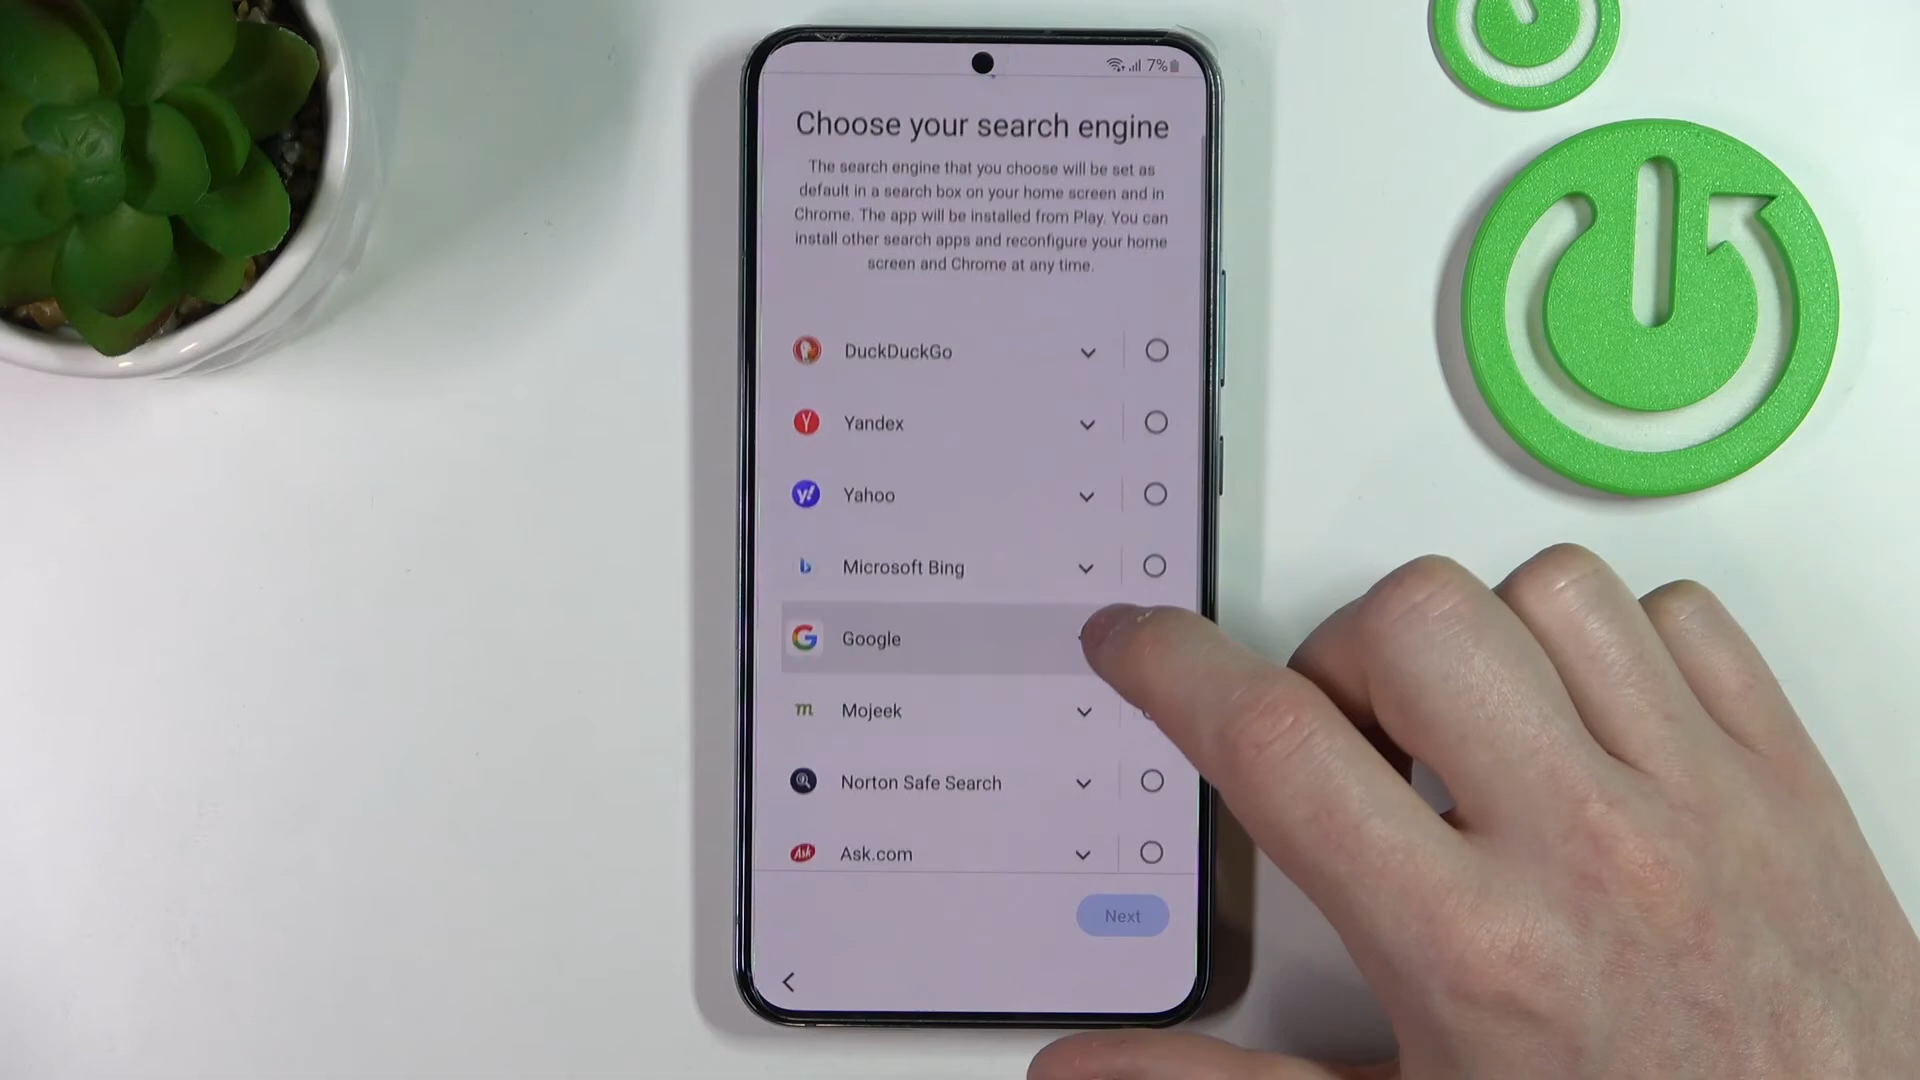 7%
Choose your search engine
The search engine that you choose will be set as
default in a search box on your home screen and in
Chrome. The app will be installed from Play. You can
install other search apps and reconfigure your home
screen and Chrome at any time.
DuckDuckGo
Y Yandex
y! Yahoo
b Microsoft Bing
G Google
m Mojeek
Norton Safe Search
Ask Ask.com
Next